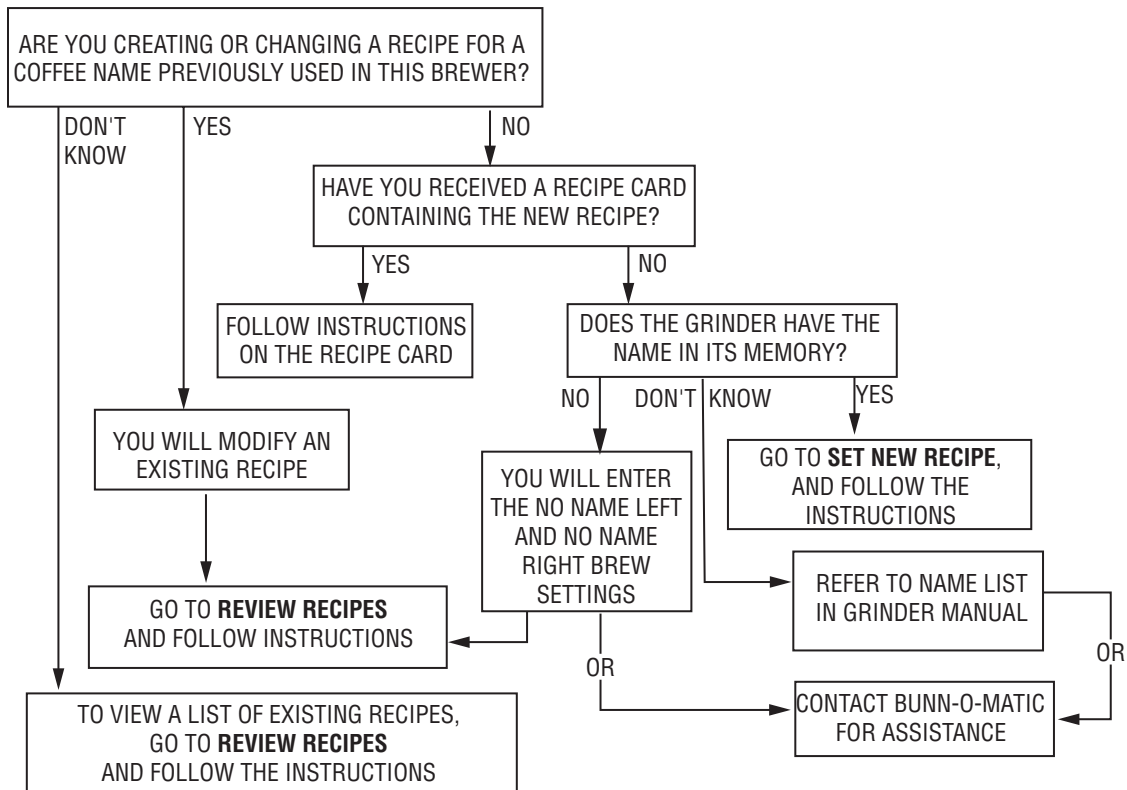 ARE YOU CREATING OR CHANGING A RECIPE FOR A
COFFEE NAME PREVIOUSLY USED IN THIS BREWER?
DON'T
KNOW
YES
NO
HAVE YOU RECEIVED A RECIPE CARD
CONTAINING THE NEW RECIPE?
YES
NO
FOLLOW INSTRUCTIONS
ON THE RECIPE CARD
DOES THE GRINDER HAVE THE
NAME IN ITS MEMORY?
NO
DON'T KNOW
YES
YOU WILL MODIFY AN
EXISTING RECIPE
YOU WILL ENTER
THE NO NAME LEFT
AND NO NAME
RIGHT BREW
SETTINGS
GO TO SET NEW RECIPE,
AND FOLLOW THE
INSTRUCTIONS
GO TO REVIEW RECIPES
AND FOLLOW INSTRUCTIONS
REFER TO NAME LIST
IN GRINDER MANUAL
OR
OR
CONTACT BUNN-O-MATIC
FOR ASSISTANCE
TO VIEW A LIST OF EXISTING RECIPES,
GO TO REVIEW RECIPES
AND FOLLOW THE INSTRUCTIONS